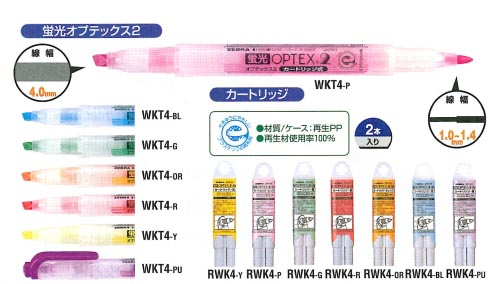 蛍光オプテックス2
線幅
4.0mm
ZEBRA
蛍光 OPTEX 2
オプテックス2 カートリッジ式
WKT4-P
線幅
1.0~1.4mm
WKT4-BL
WKT4-G
WKT4-OR
WKT4-R
WKT4-Y
WKT4-PU
カートリッジ
●材質/ケース:再生PP
●再生材使用率100%
2本入り
RWK4-Y RWK4-P RWK4-G RWK4-R RWK4-OR RWK4-BL RWK4-PU